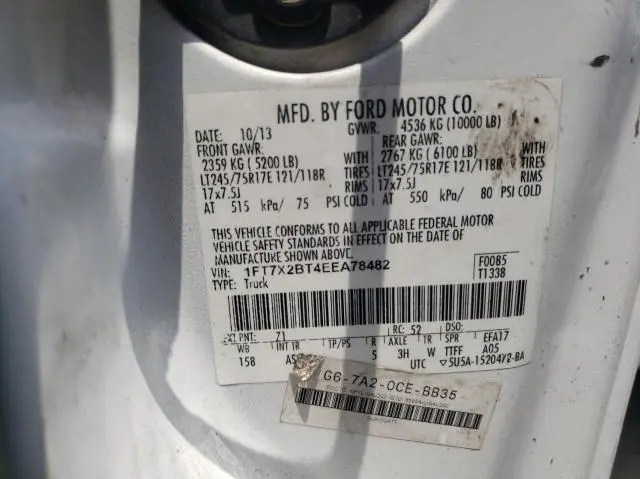 MFD. BY FORD MOTOR CO.
DATE: 10/13 GVWR: 4536 KG (10000 LB)
FRONT GAWR: REAR GAWR:
2359 KG ( 5200 LB) WITH 2767 KG ( 6100 LB) WITH
LT245/75R17E 121/118R TIRES LT245/75R17E 121/118R TIRES
17x7.5J RIMS 17x7.5J RIMS
AT 515 kPa/ 75 PSI COLD AT 550 kPa/ 80 PSI COLD
THIS VEHICLE CONFORMS TO ALL APPLICABLE FEDERAL MOTOR
VEHICLE SAFETY STANDARDS IN EFFECT ON THE DATE OF
MANUFACTURE SHOWN ABOVE.
VIN: 1FT7X2BT4EEA78482 F0085
TYPE: Truck T1338
EXT PNT: Z1 RC: 52 DSO:
WB INT TR TP/PS R AXLE TR SPR EFA17
158 AS 5 3H W TTFF A05
UTC 5U5A-1520472-BA
G6-7A2-0CE-BB35